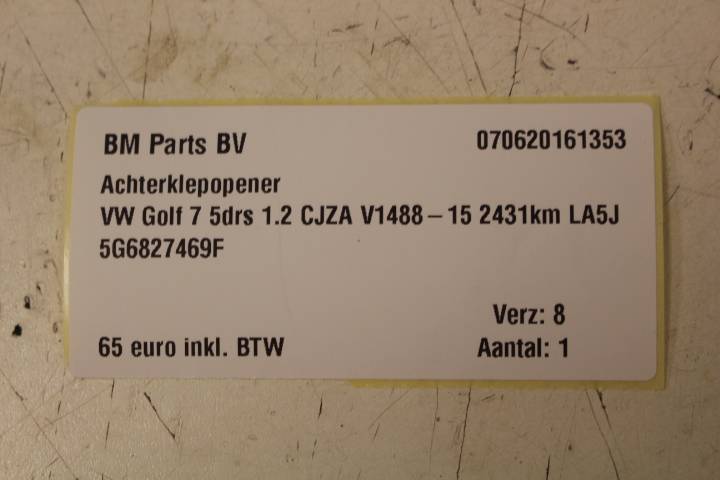 BM Parts BV 070620161353
Achterklepopener
VW Golf 7 5drs 1.2 CJZA V1488-15 2431km LA5J
5G6827469F
Verz: 8
65 euro inkl. BTW Aantal: 1